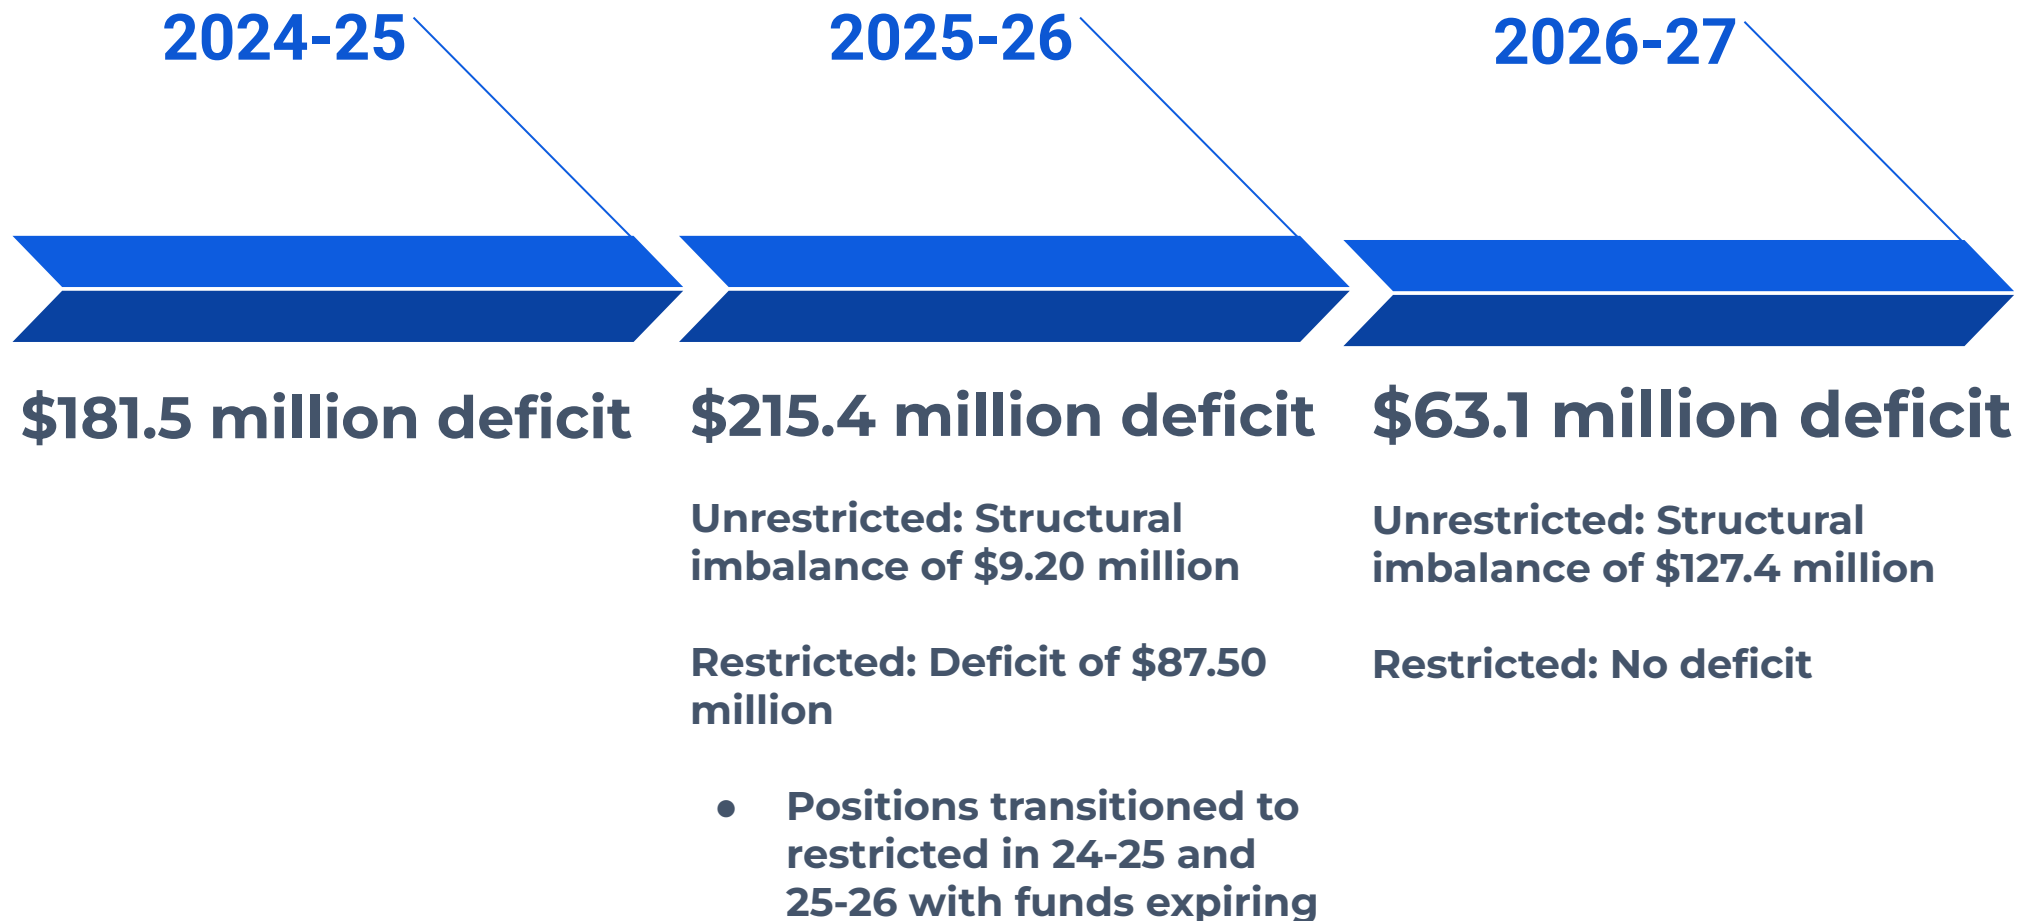 2024-25
$181.5 million deficit
2025-26
$215.4 million deficit
Unrestricted: Structural
imbalance of $9.20 million
Restricted: Deficit of $87.50
million
● Positions transitioned to
restricted in 24-25 and
25-26 with funds expiring
2026-27
$63.1 million deficit
Unrestricted: Structural
imbalance of $127.4 million
Restricted: No deficit